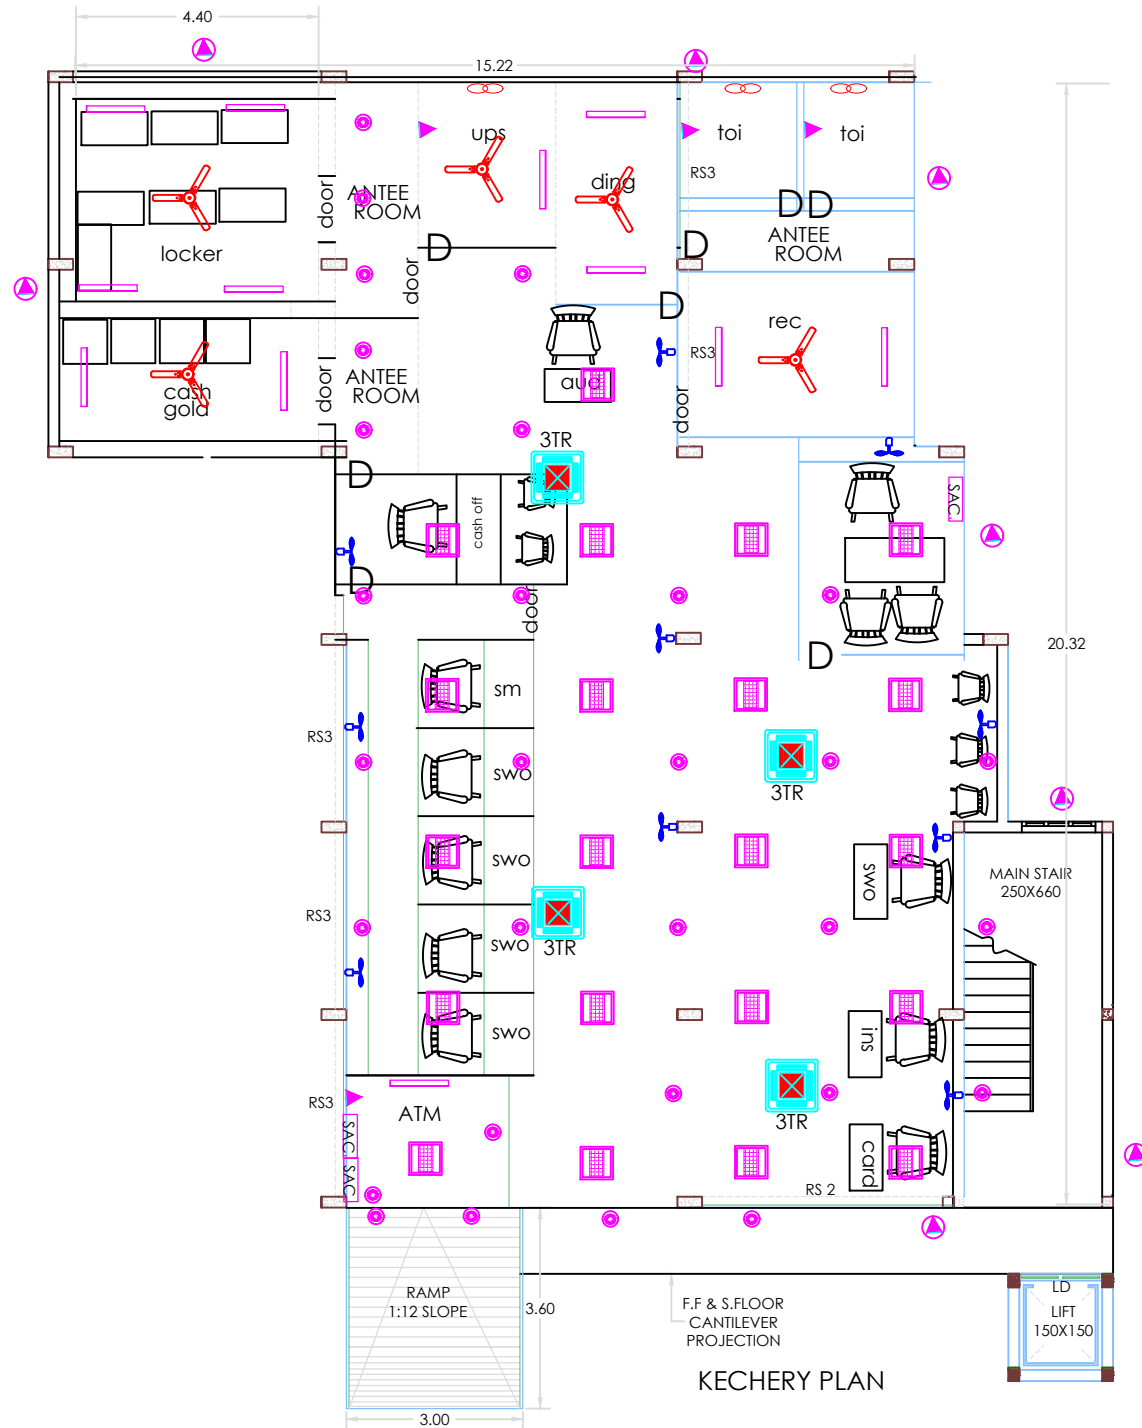 4.40
15.22
ups
toi
toi
ding
RS3
door
ANTEE
ROOM
D
D
locker
D
D
ANTEE
ROOM
door
D
rec
RS3
door
ANTEE
ROOM
cash
gold
aud
door
3TR
D
cash off
SAC
D
door
20.32
D
sm
RS3
swo
3TR
swo
swo
MAIN STAIR
250X660
RS3
swo
3TR
swo
ins
RS3
ATM
3TR
SAC
card
SAC
RS 2
RAMP
1:12 SLOPE
3.60
F.F & S.FLOOR
CANTILEVER
PROJECTION
LD
LIFT
150X150
KECHERY PLAN
3.00